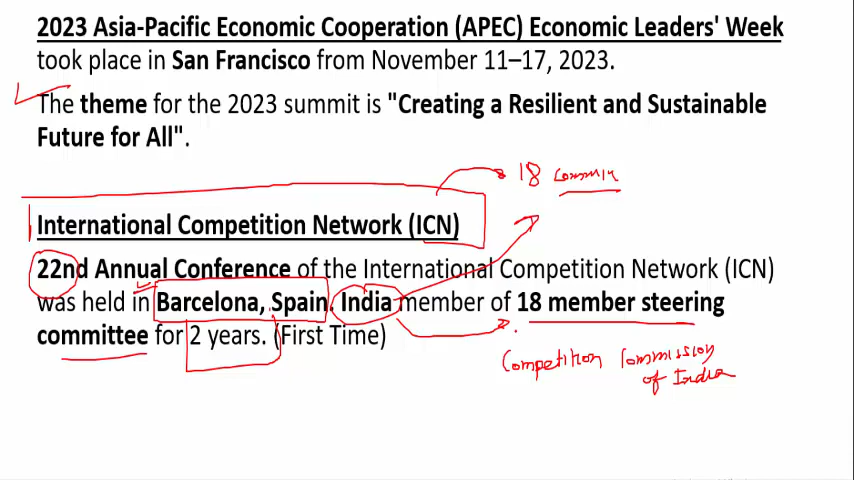 2023 Asia-Pacific Economic Cooperation (APEC) Economic Leaders' Week
took place in San Francisco from November 11–17, 2023.
The theme for the 2023 summit is "Creating a Resilient and Sustainable
Future for All".
18
International Competition Network (ICN)
22nd Annual Conference of the International Competition Network (ICN)
was held in Barcelona, Spain. India member of 18 member steering
committee for 2 years. (First Time)
Competition Commission
of India